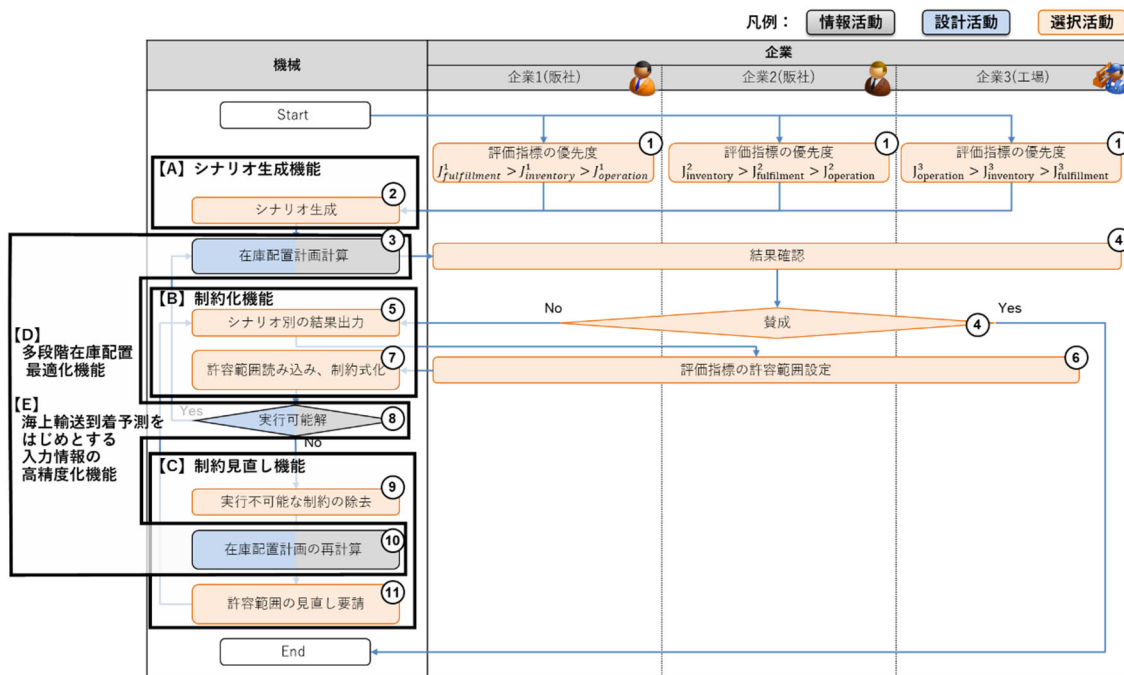 凡例：
情報活動
設計活動
選択活動
機械
企業
企業1(販社)
企業2(販社)
企業3(工場)
Start
①
評価指標の優先度
J¹fulfillment > J¹inventory > J¹operation
①
評価指標の優先度
J²inventory > J²fulfilment > J²operation
①
評価指標の優先度
J³operation > J³inventory > J³fulfillment
【A】シナリオ生成機能
②
シナリオ生成
③
在庫配置計画計算
④
結果確認
【B】制約化機能
⑤
シナリオ別の結果出力
No
賛成
④
Yes
⑦
許容範囲読み込み、制約式化
⑥
評価指標の許容範囲設定
【D】
多段階在庫配置
最適化機能
【E】
海上輸送到着予測を
はじめとする
入力情報の
高精度化機能
Yes
実行可能解
⑧
No
【C】制約見直し機能
⑨
実行不可能な制約の除去
⑩
在庫配置計画の再計算
⑪
許容範囲の見直し要請
End